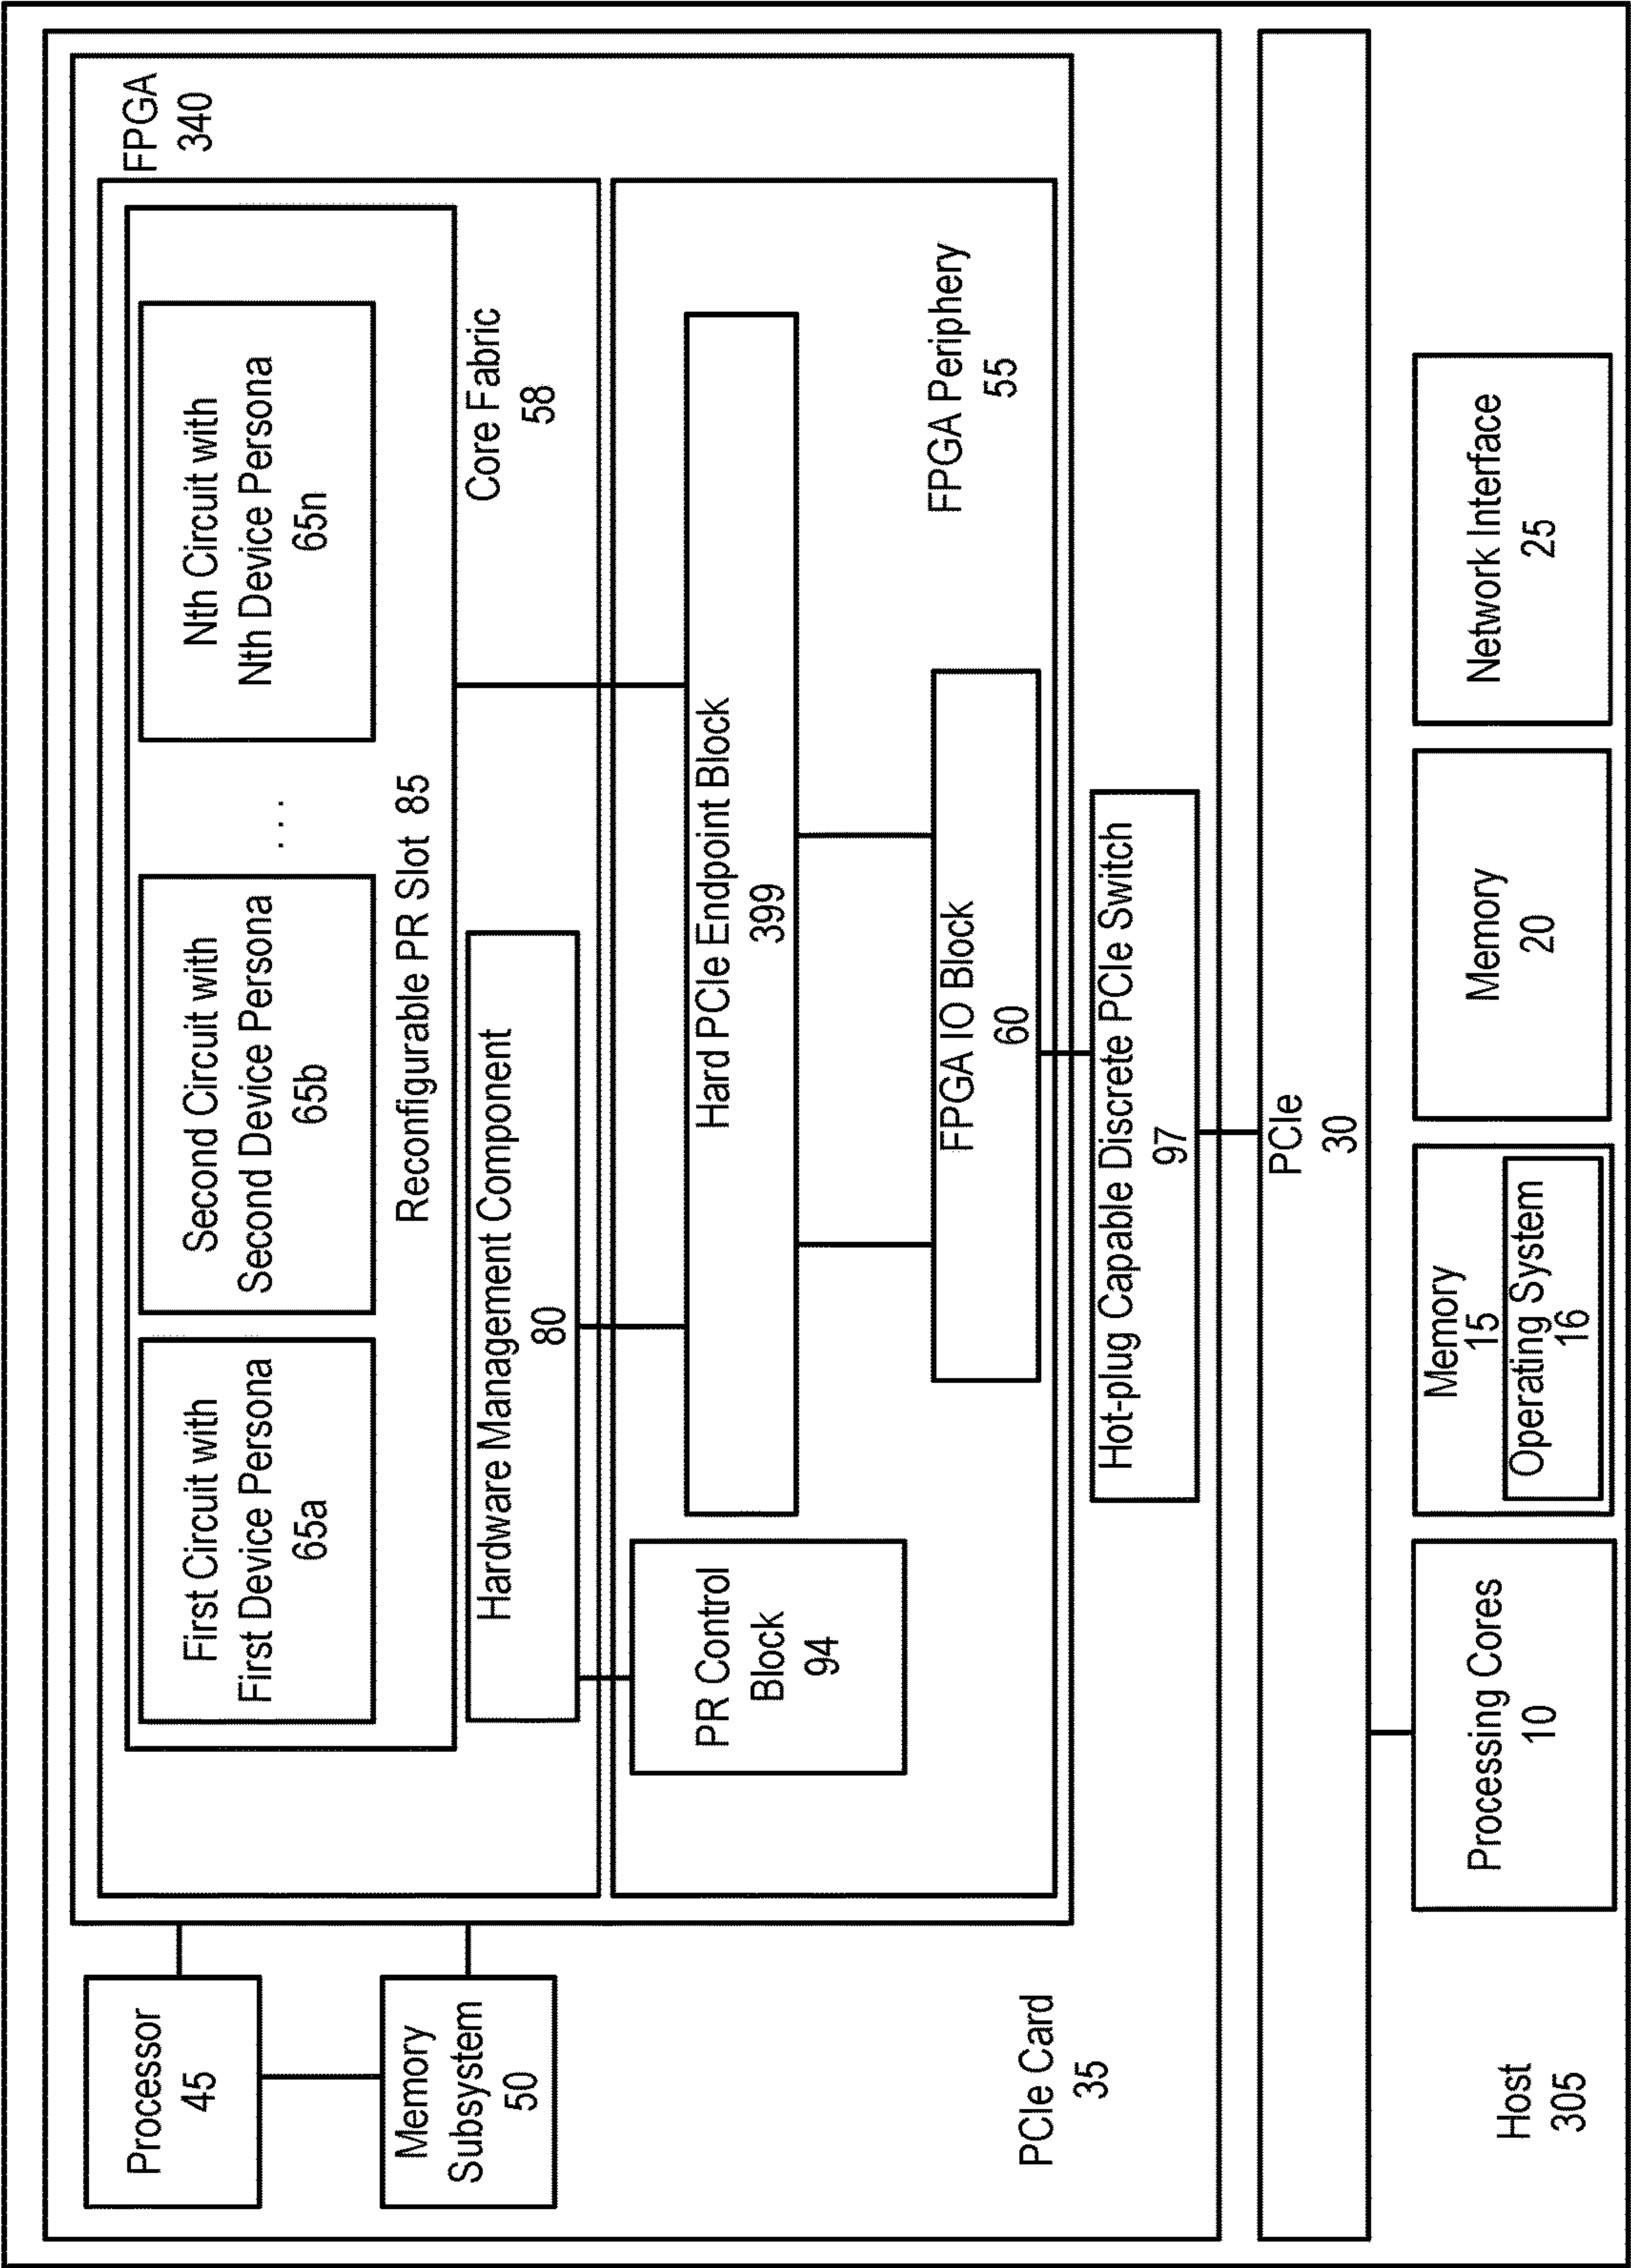 FPGA
340
Processor
45
Memory
Subsystem
50
First Circuit with
First Device Persona
65a
Second Circuit with
Second Device Persona
65b
. . .
Nth Circuit with
Nth Device Persona
65n
Reconfigurable PR Slot 85
Hardware Management Component
80
Core Fabric
58
PR Control
Block
94
Hard PCIe Endpoint Block
399
FPGA IO Block
60
FPGA Periphery
55
PCIe Card
35
Hot-plug Capable Discrete PCIe Switch
97
PCIe
30
Host
305
Processing Cores
10
Memory
15
Operating System
16
Memory
20
Network Interface
25